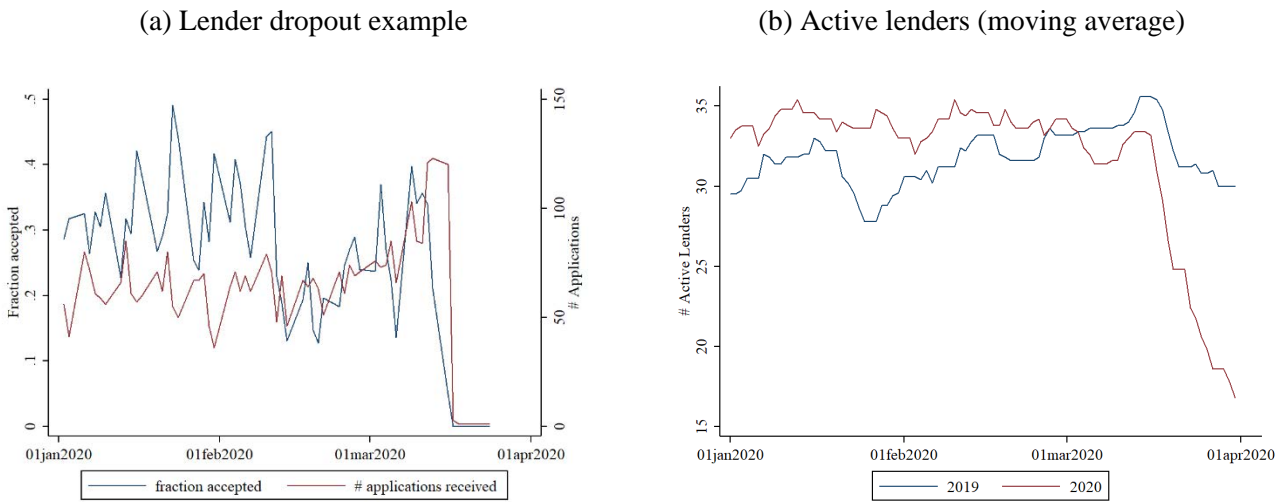 (a) Lender dropout example
Fraction accepted
0 .1 .2 .3 .4 .5
# Applications
0 50 100 150
01jan2020 01feb2020 01mar2020 01apr2020
fraction accepted # applications received
(b) Active lenders (moving average)
# Active Lenders
15 20 25 30 35
01jan2020 01feb2020 01mar2020 01apr2020
2019 2020